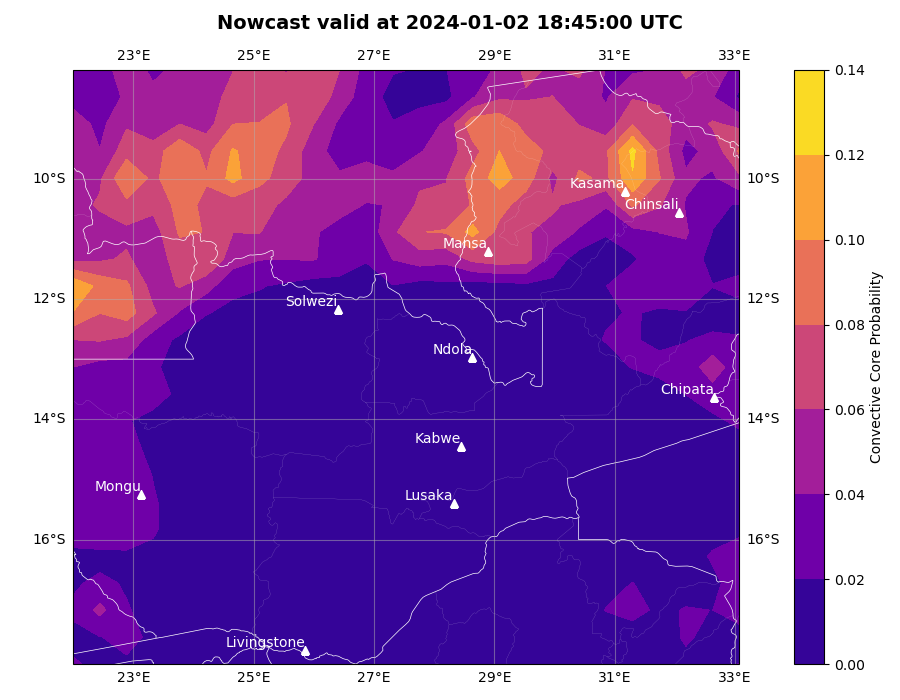 Nowcast valid at 2024-01-02 18:45:00 UTC
23°E 25°E 27°E 29°E 31°E 33°E
0.14
0.12
10°S 10°S
Kasama
Chinsali
0.10
Mansa
12°S 12°S
Solwezi
0.08
Ndola
Chipata
0.06
14°S 14°S
Kabwe
Mongu
Lusaka
0.04
16°S 16°S
0.02
Livingstone
0.00
23°E 25°E 27°E 29°E 31°E 33°E
Convective Core Probability